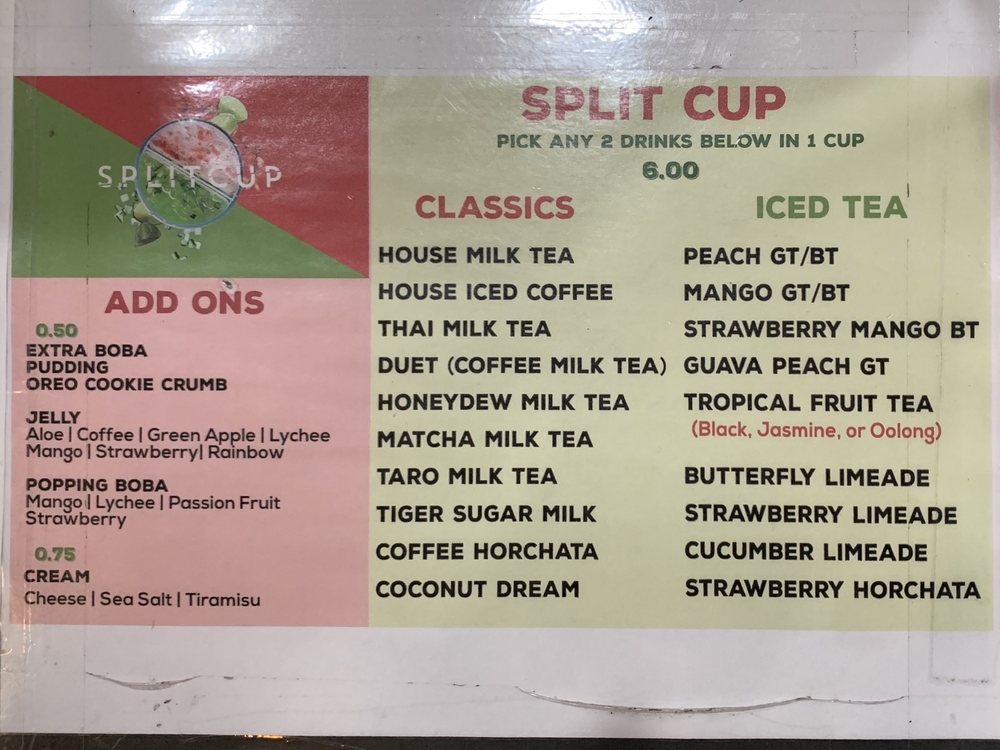 SPLITCUP
ADD ONS
0.50
EXTRA BOBA
PUDDING
OREO COOKIE CRUMB
JELLY
Aloe | Coffee | Green Apple | Lychee
Mango | Strawberry| Rainbow
POPPING BOBA
Mango | Lychee | Passion Fruit
Strawberry
0.75
CREAM
Cheese | Sea Salt | Tiramisu
SPLIT CUP
PICK ANY 2 DRINKS BELOW IN 1 CUP
6.00
CLASSICS
HOUSE MILK TEA
HOUSE ICED COFFEE
THAI MILK TEA
DUET (COFFEE MILK TEA)
HONEYDEW MILK TEA
MATCHA MILK TEA
TARO MILK TEA
TIGER SUGAR MILK
COFFEE HORCHATA
COCONUT DREAM
ICED TEA
PEACH GT/BT
MANGO GT/BT
STRAWBERRY MANGO BT
GUAVA PEACH GT
TROPICAL FRUIT TEA
(Black, Jasmine, or Oolong)
BUTTERFLY LIMEADE
STRAWBERRY LIMEADE
CUCUMBER LIMEADE
STRAWBERRY HORCHATA